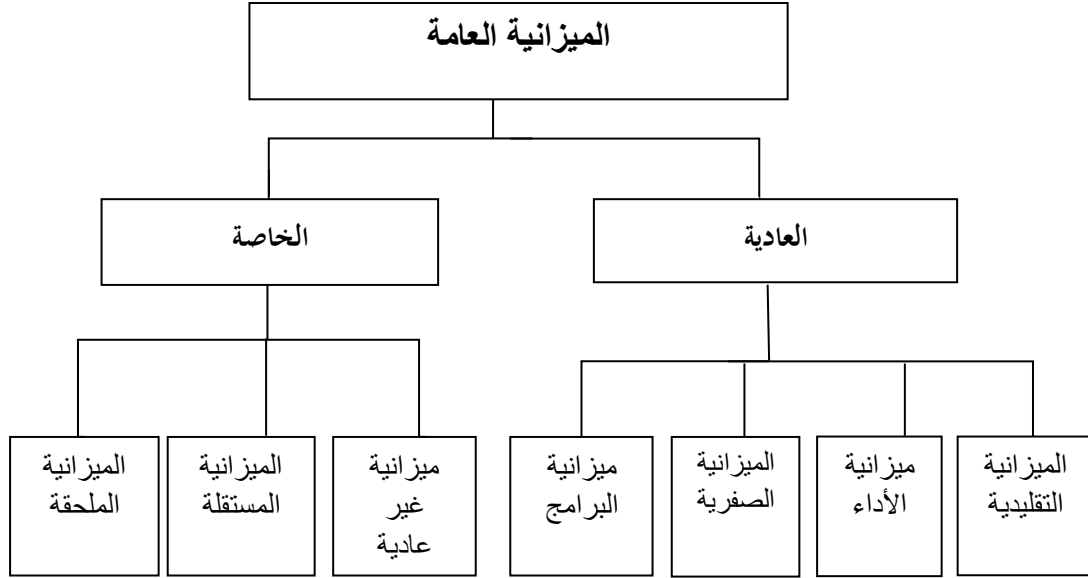 الميزانية العامة
العادية
الخاصة
الميزانية
التقليدية
ميزانية
الأداء
الميزانية
الصفرية
ميزانية
البرامج
ميزانية
غير
عادية
الميزانية
المستقلة
الميزانية
الملحقة